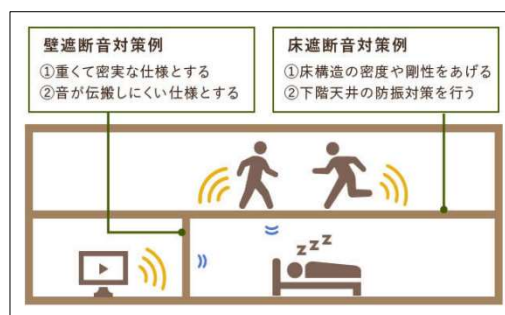 壁遮断音対策例
①重くて密実な仕様とする
②音が伝搬しにくい仕様とする
床遮断音対策例
①床構造の密度や剛性をあげる
②下階天井の防振対策を行う
zzz